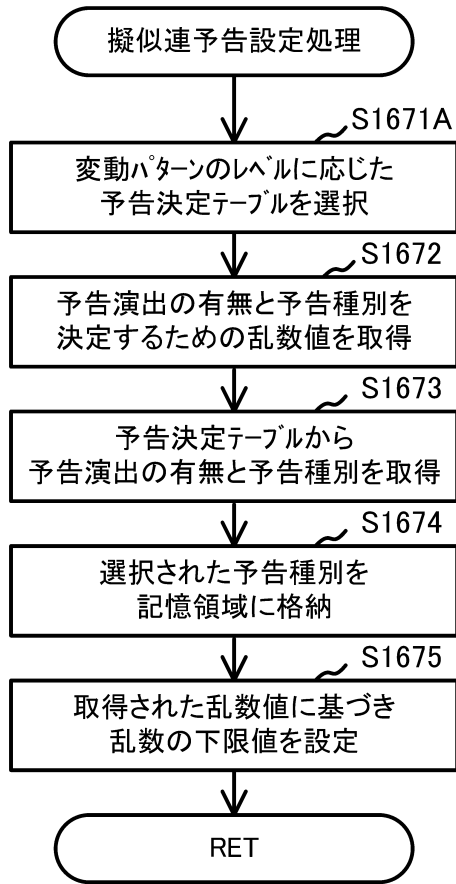 擬似連予告設定処理
S1671A
変動パターンのレベルに応じた
予告決定テーブルを選択
S1672
予告演出の有無と予告種別を
決定するための乱数値を取得
S1673
予告決定テーブルから
予告演出の有無と予告種別を取得
S1674
選択された予告種別を
記憶領域に格納
S1675
取得された乱数値に基づき
乱数の下限値を設定
RET